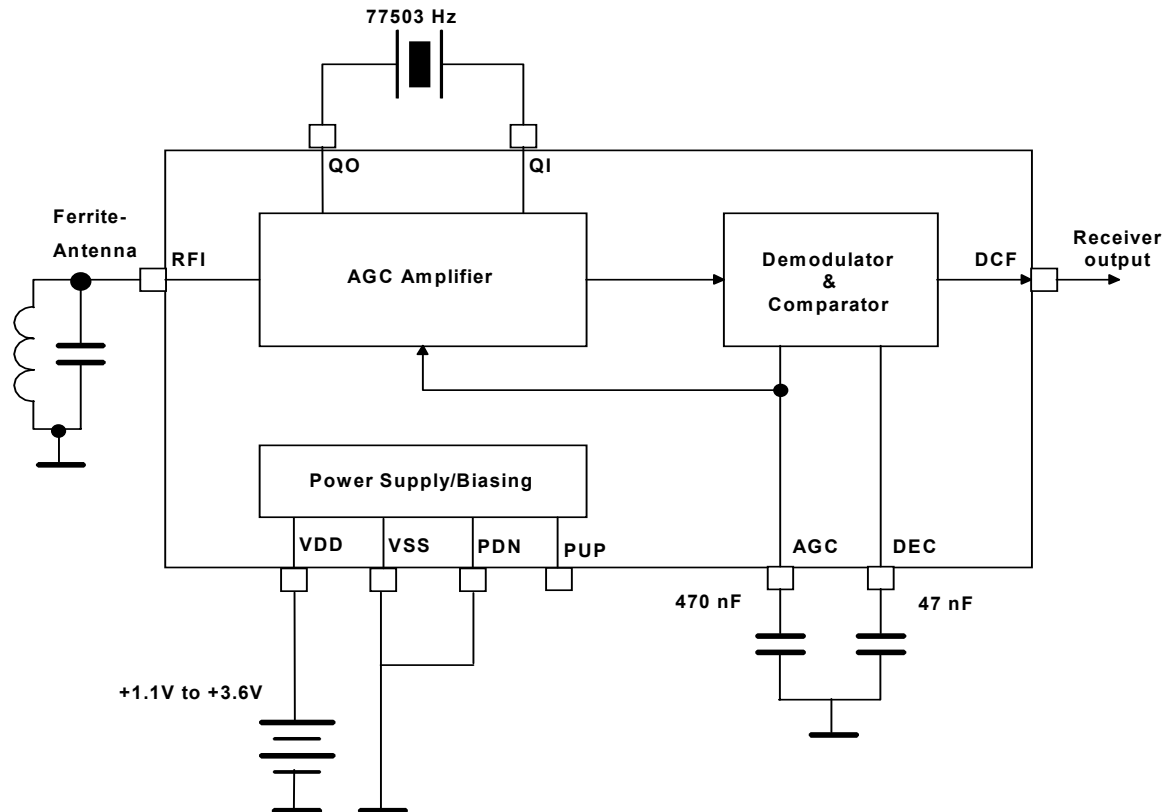 77503 Hz
QO
QI
Ferrite-
Antenna
RFI
AGC Amplifier
Demodulator
&
Comparator
DCF
Receiver
output
Power Supply/Biasing
VDD
VSS
PDN
PUP
AGC
DEC
470 nF
47 nF
+1.1V to +3.6V